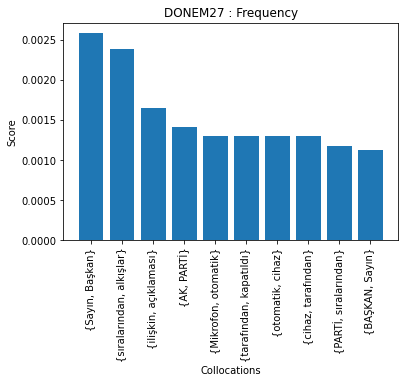 DONEM27 : Frequency
Score
0.0025
0.0020
0.0015
0.0010
0.0005
0.0000
{Sayın, Başkan}
{sıralarından, alkışlar}
{ilişkin, açıklaması}
{AK, PARTİ}
{Mikrofon, otomatik}
{tarafından, kapatıldı}
{otomatik, cihaz}
{cihaz, tarafından}
{PARTİ, sıralarından}
{BAŞKAN, Sayın}
Collocations